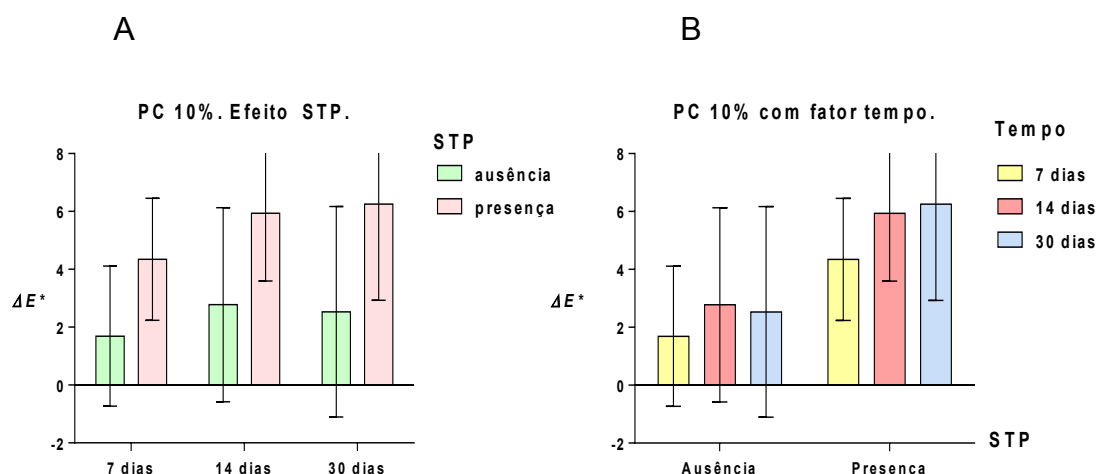 A
B
PC 10%. Efeito STP.
STP
ausência
presença
8
6
4
2
0
-2
ΔE*
7 dias
14 dias
30 dias
PC 10% com fator tempo.
Tempo
7 dias
14 dias
30 dias
8
6
4
2
0
-2
ΔE*
Ausência
Presença
STP